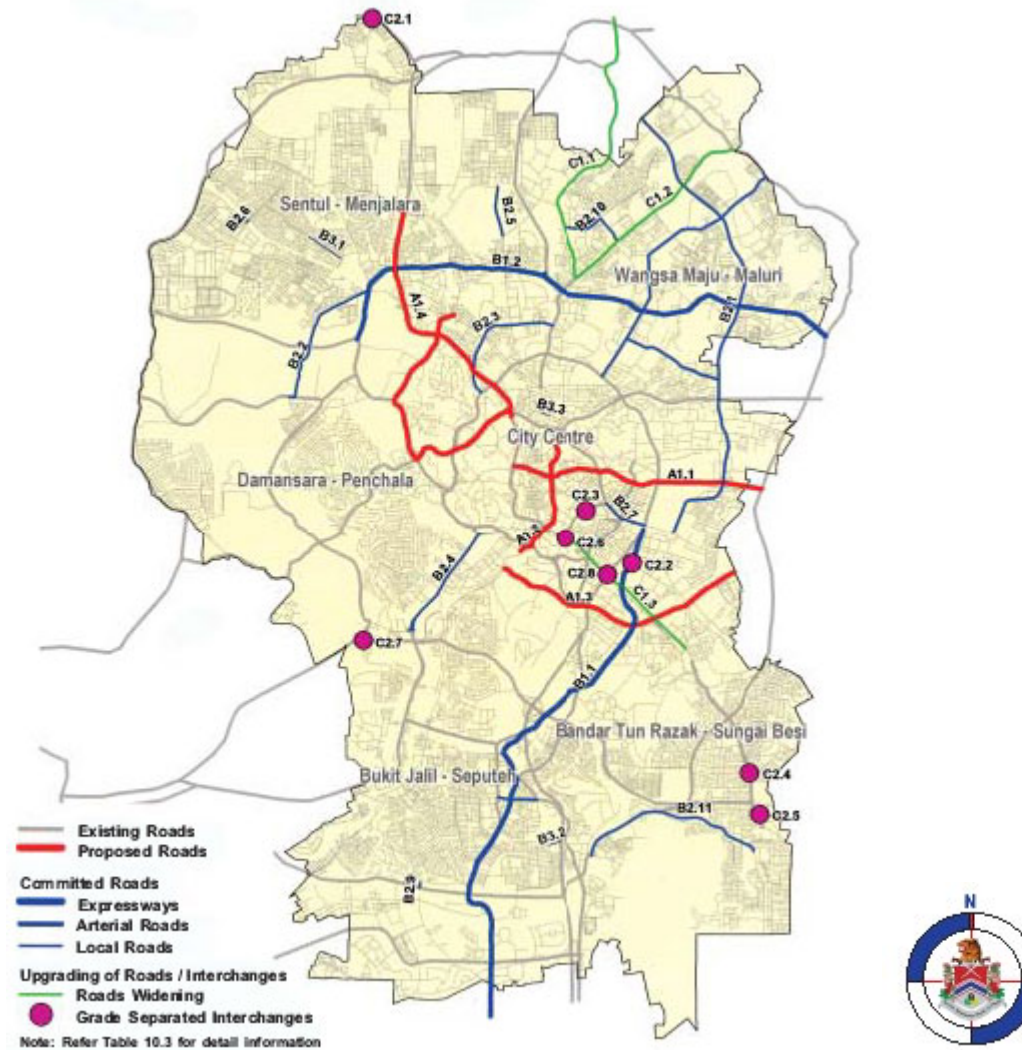 C2.1
C1.1
C1.2
Sentul - Menjalara
B2.5
B2.10
B2.6
B3.1
B1.2
Wangsa Maju - Maluri
A1.4
B2.3
B2.1
B2.2
B3.3
City Centre
Damansara - Penchala
A1.1
C2.3
B2.7
A1.2
C2.6
B2.4
C2.2
C2.8
A1.3
C1.3
C2.7
B1.1
Bandar Tun Razak - Sungai Besi
Bukit Jalil - Seputeh
C2.4
B2.11
C2.5
B3.2
B2.9
Existing Roads
Proposed Roads
Committed Roads
Expressways
Arterial Roads
Local Roads
Upgrading of Roads / Interchanges
Roads Widening
Grade Separated Interchanges
Note: Refer Table 10.3 for detail information
N